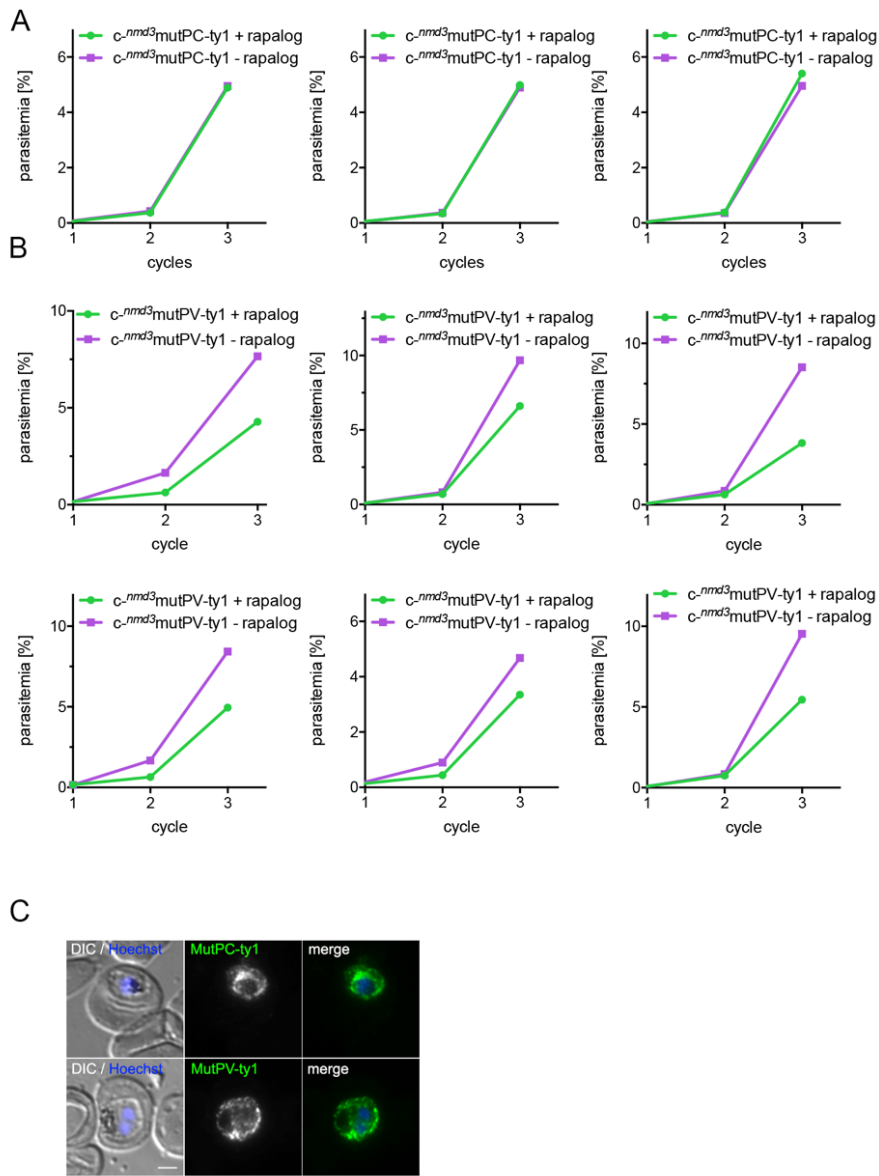 A
c-nmd3mutPC-ty1 + rapalog
c-nmd3mutPC-ty1 - rapalog
parasitemia [%]
6
4
2
0
1 2 3
cycles
c-nmd3mutPC-ty1 + rapalog
c-nmd3mutPC-ty1 - rapalog
parasitemia [%]
6
4
2
0
1 2 3
cycles
c-nmd3mutPC-ty1 + rapalog
c-nmd3mutPC-ty1 - rapalog
parasitemia [%]
6
4
2
0
1 2 3
cycles
B
c-nmd3mutPV-ty1 + rapalog
c-nmd3mutPV-ty1 - rapalog
parasitemia [%]
10
5
0
1 2 3
cycle
c-nmd3mutPV-ty1 + rapalog
c-nmd3mutPV-ty1 - rapalog
parasitemia [%]
10
5
0
1 2 3
cycle
c-nmd3mutPV-ty1 + rapalog
c-nmd3mutPV-ty1 - rapalog
parasitemia [%]
10
5
0
1 2 3
cycle
c-nmd3mutPV-ty1 + rapalog
c-nmd3mutPV-ty1 - rapalog
parasitemia [%]
10
5
0
1 2 3
cycle
c-nmd3mutPV-ty1 + rapalog
c-nmd3mutPV-ty1 - rapalog
parasitemia [%]
6
4
2
0
1 2 3
cycle
c-nmd3mutPV-ty1 + rapalog
c-nmd3mutPV-ty1 - rapalog
parasitemia [%]
10
5
0
1 2 3
cycle
C
DIC / Hoechst MutPC-ty1 merge
DIC / Hoechst MutPV-ty1 merge